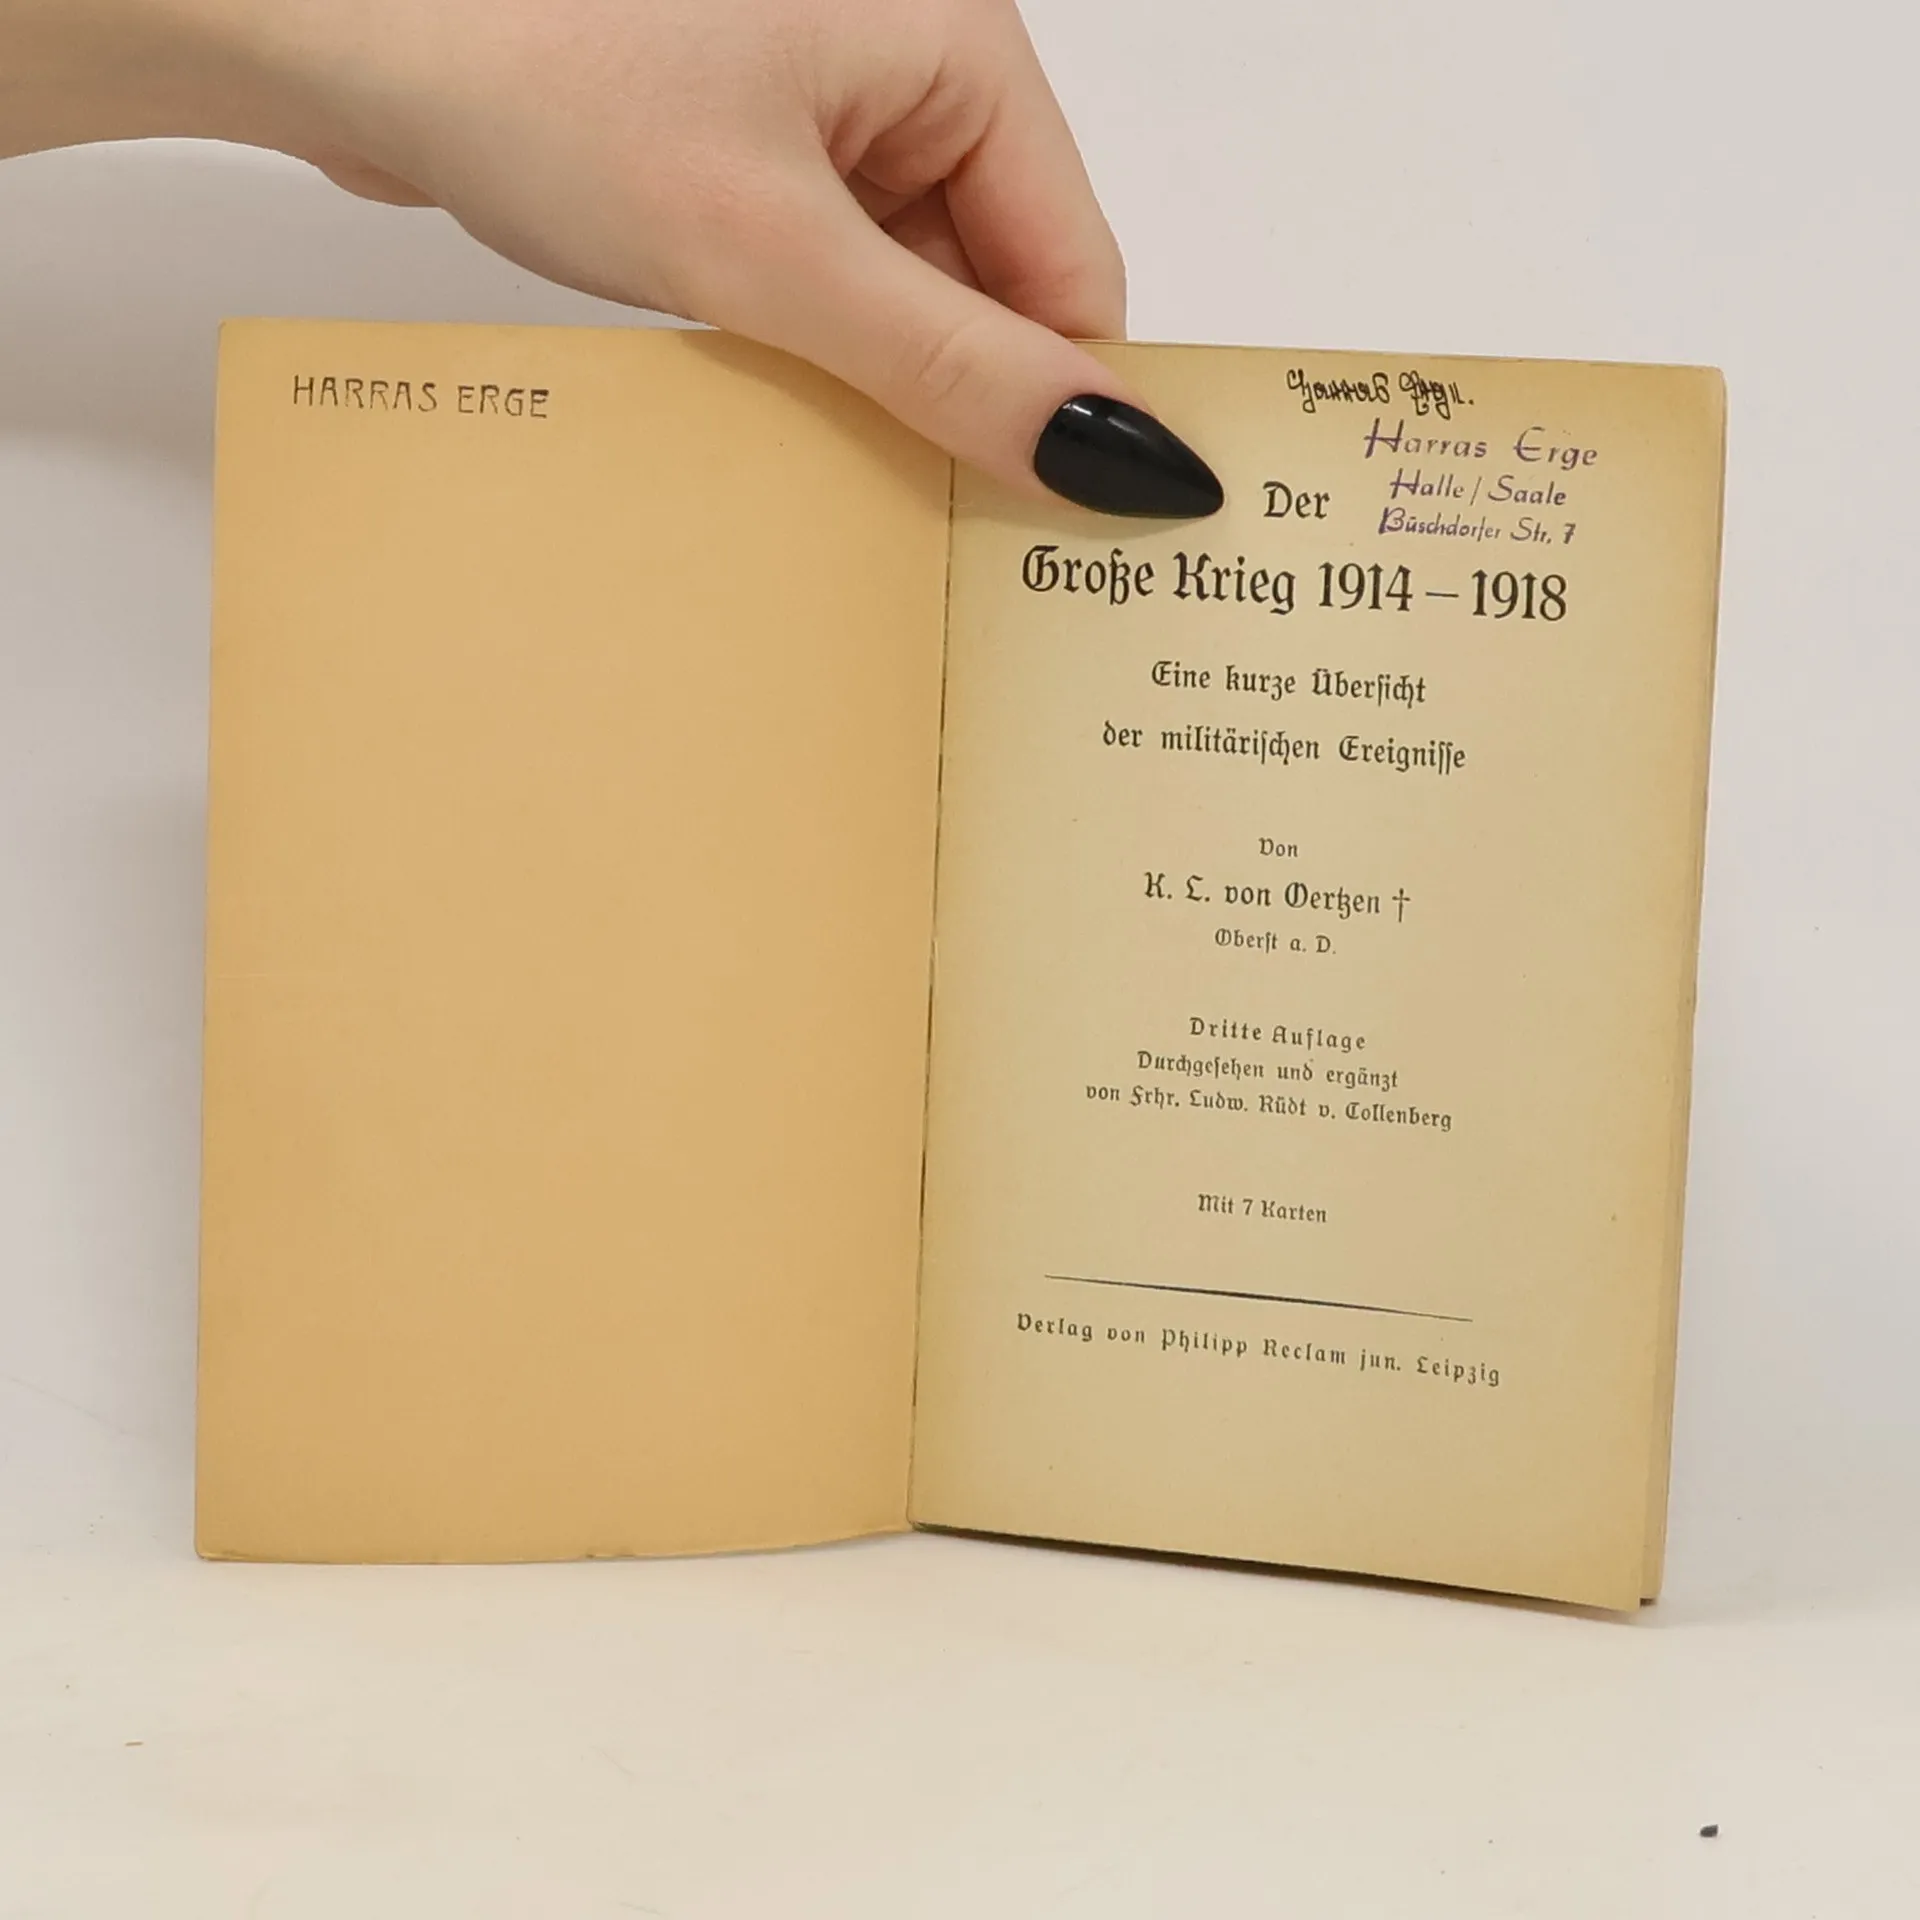 HARRAS ERGE
Harras Erge
Halle / Saale
Büschdorfer Str. 7
Der
Große Krieg 1914–1918
Eine kurze Überſicht
der militäriſchen Ereigniſſe
Von
K. L. von Oertzen †
Oberſt a. D.
Dritte Auflage
Durchgeſehen und ergänzt
von Frhr. Ludw. Rüdt v. Collenberg
Mit 7 Karten
Verlag von Philipp Reclam jun. Leipzig